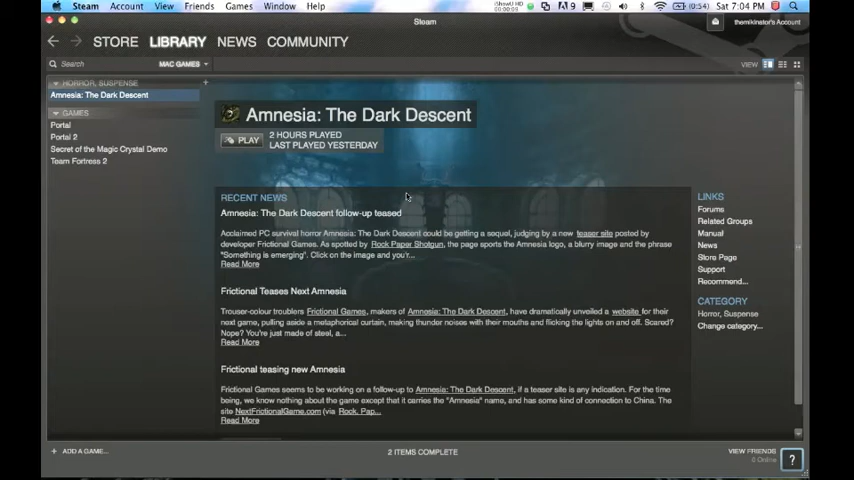 Steam Account View Friends Games Window Help
9 (0:54) Sat 7:04 PM
Steam
themikinator's Account
STORE LIBRARY NEWS COMMUNITY
Search MAC GAMES VIEW
HORROR, SUSPENSE
Amnesia: The Dark Descent
GAMES
Portal
Portal 2
Secret of the Magic Crystal Demo
Team Fortress 2
Amnesia: The Dark Descent
PLAY
2 HOURS PLAYED
LAST PLAYED YESTERDAY
RECENT NEWS
Amnesia: The Dark Descent follow-up teased
Acclaimed PC survival horror Amnesia: The Dark Descent could be getting a sequel, judging by a new teaser site posted by
developer Frictional Games. As spotted by Rock Paper Shotgun, the page sports the Amnesia logo, a blurry image and the phrase
"Something is emerging". Click on the image and you'r...
Read More
Frictional Teases Next Amnesia
Trouser-colour troublers Frictional Games, makers of Amnesia: The Dark Descent, have dramatically unveiled a website for their
next game, pulling aside a metaphorical curtain, making thunder noises with their mouths and flicking the lights on and off. Scared?
Nope? You're just made of steel, a...
Read More
Frictional teasing new Amnesia
Frictional Games seems to be working on a follow-up to Amnesia: The Dark Descent, if a teaser site is any indication. For the time
being, we know nothing about the game except that it carries the "Amnesia" name, and has some kind of connection to China. The
site NextFrictionalGame.com (via Rock, Pap...
Read More
LINKS
Forums
Related Groups
Manual
News
Store Page
Support
Recommend...
CATEGORY
Horror, Suspense
Change category...
+ ADD A GAME...
2 ITEMS COMPLETE
VIEW FRIENDS
0 Online
?